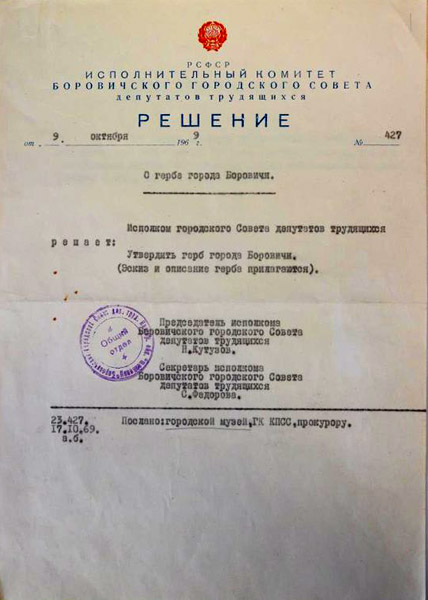 РСФСР
ИСПОЛНИТЕЛЬНЫЙ КОМИТЕТ
БОРОВИЧСКОГО ГОРОДСКОГО СОВЕТА
депутатов трудящихся
РЕШЕНИЕ
от 9. октября 196 9 г. № 427
О гербе города Боровичи.
Исполком городского Совета депутатов трудящихся
решает:
Утвердить герб города Боровичи.
(Эскиз и описание герба прилагаются).
Председатель исполкома
Боровичского городского Совета
депутатов трудящихся
Н.Кутузов.
Секретарь исполкома
Боровичского городского Совета
депутатов трудящихся
С.Федорова.
Общий
отдел
23.427.
17.10.69.
а.б.
Послано:городской музей,ГК КПСС,прокурору.